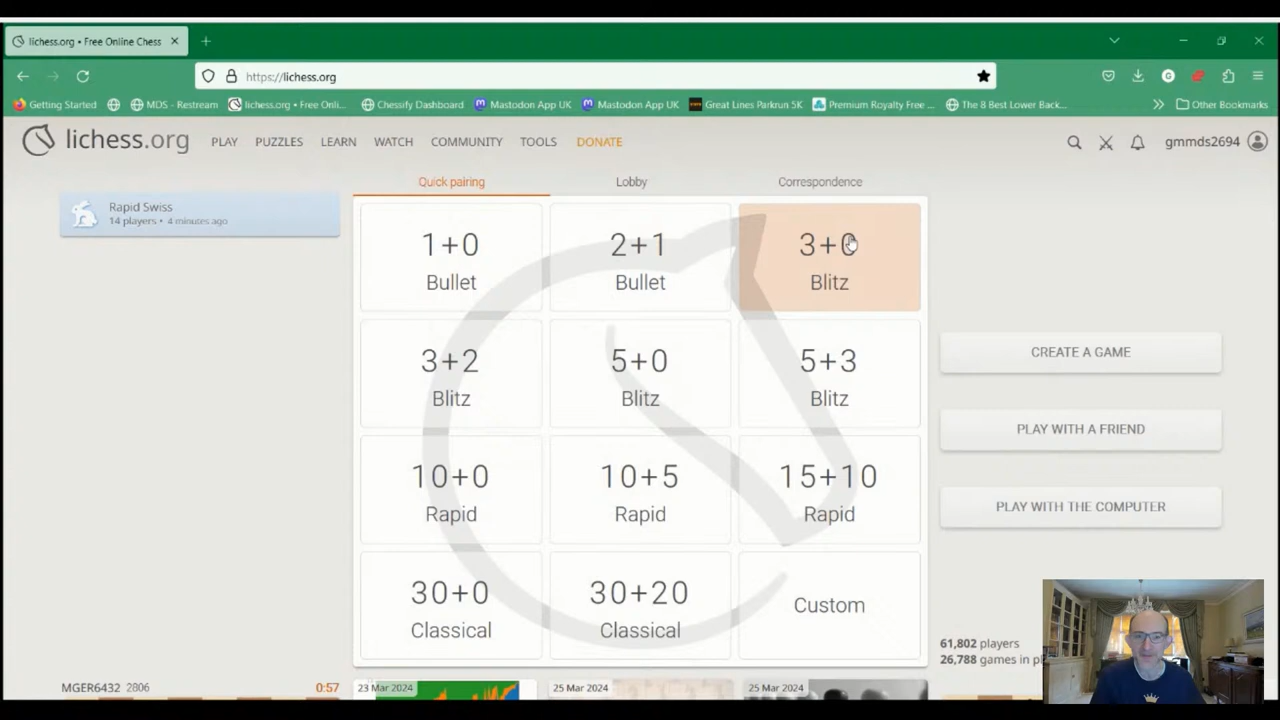 lichess.org • Free Online Chess
https://lichess.org
Getting Started
MDS - Restream
lichess.org • Free Onli...
Chessify Dashboard
Mastodon App UK
Mastodon App UK
Great Lines Parkrun 5K
Premium Royalty Free ...
The 8 Best Lower Back...
Other Bookmarks
lichess.org PLAY PUZZLES LEARN WATCH COMMUNITY TOOLS DONATE gmmds2694
Quick pairing Lobby Correspondence
Rapid Swiss
14 players • 4 minutes ago
1+0
Bullet
2+1
Bullet
3+0
Blitz
3+2
Blitz
5+0
Blitz
5+3
Blitz
10+0
Rapid
10+5
Rapid
15+10
Rapid
30+0
Classical
30+20
Classical
Custom
CREATE A GAME
PLAY WITH A FRIEND
PLAY WITH THE COMPUTER
61,802 players
26,788 games in
MGER6432 2806 0:57
23 Mar 2024
25 Mar 2024
25 Mar 2024